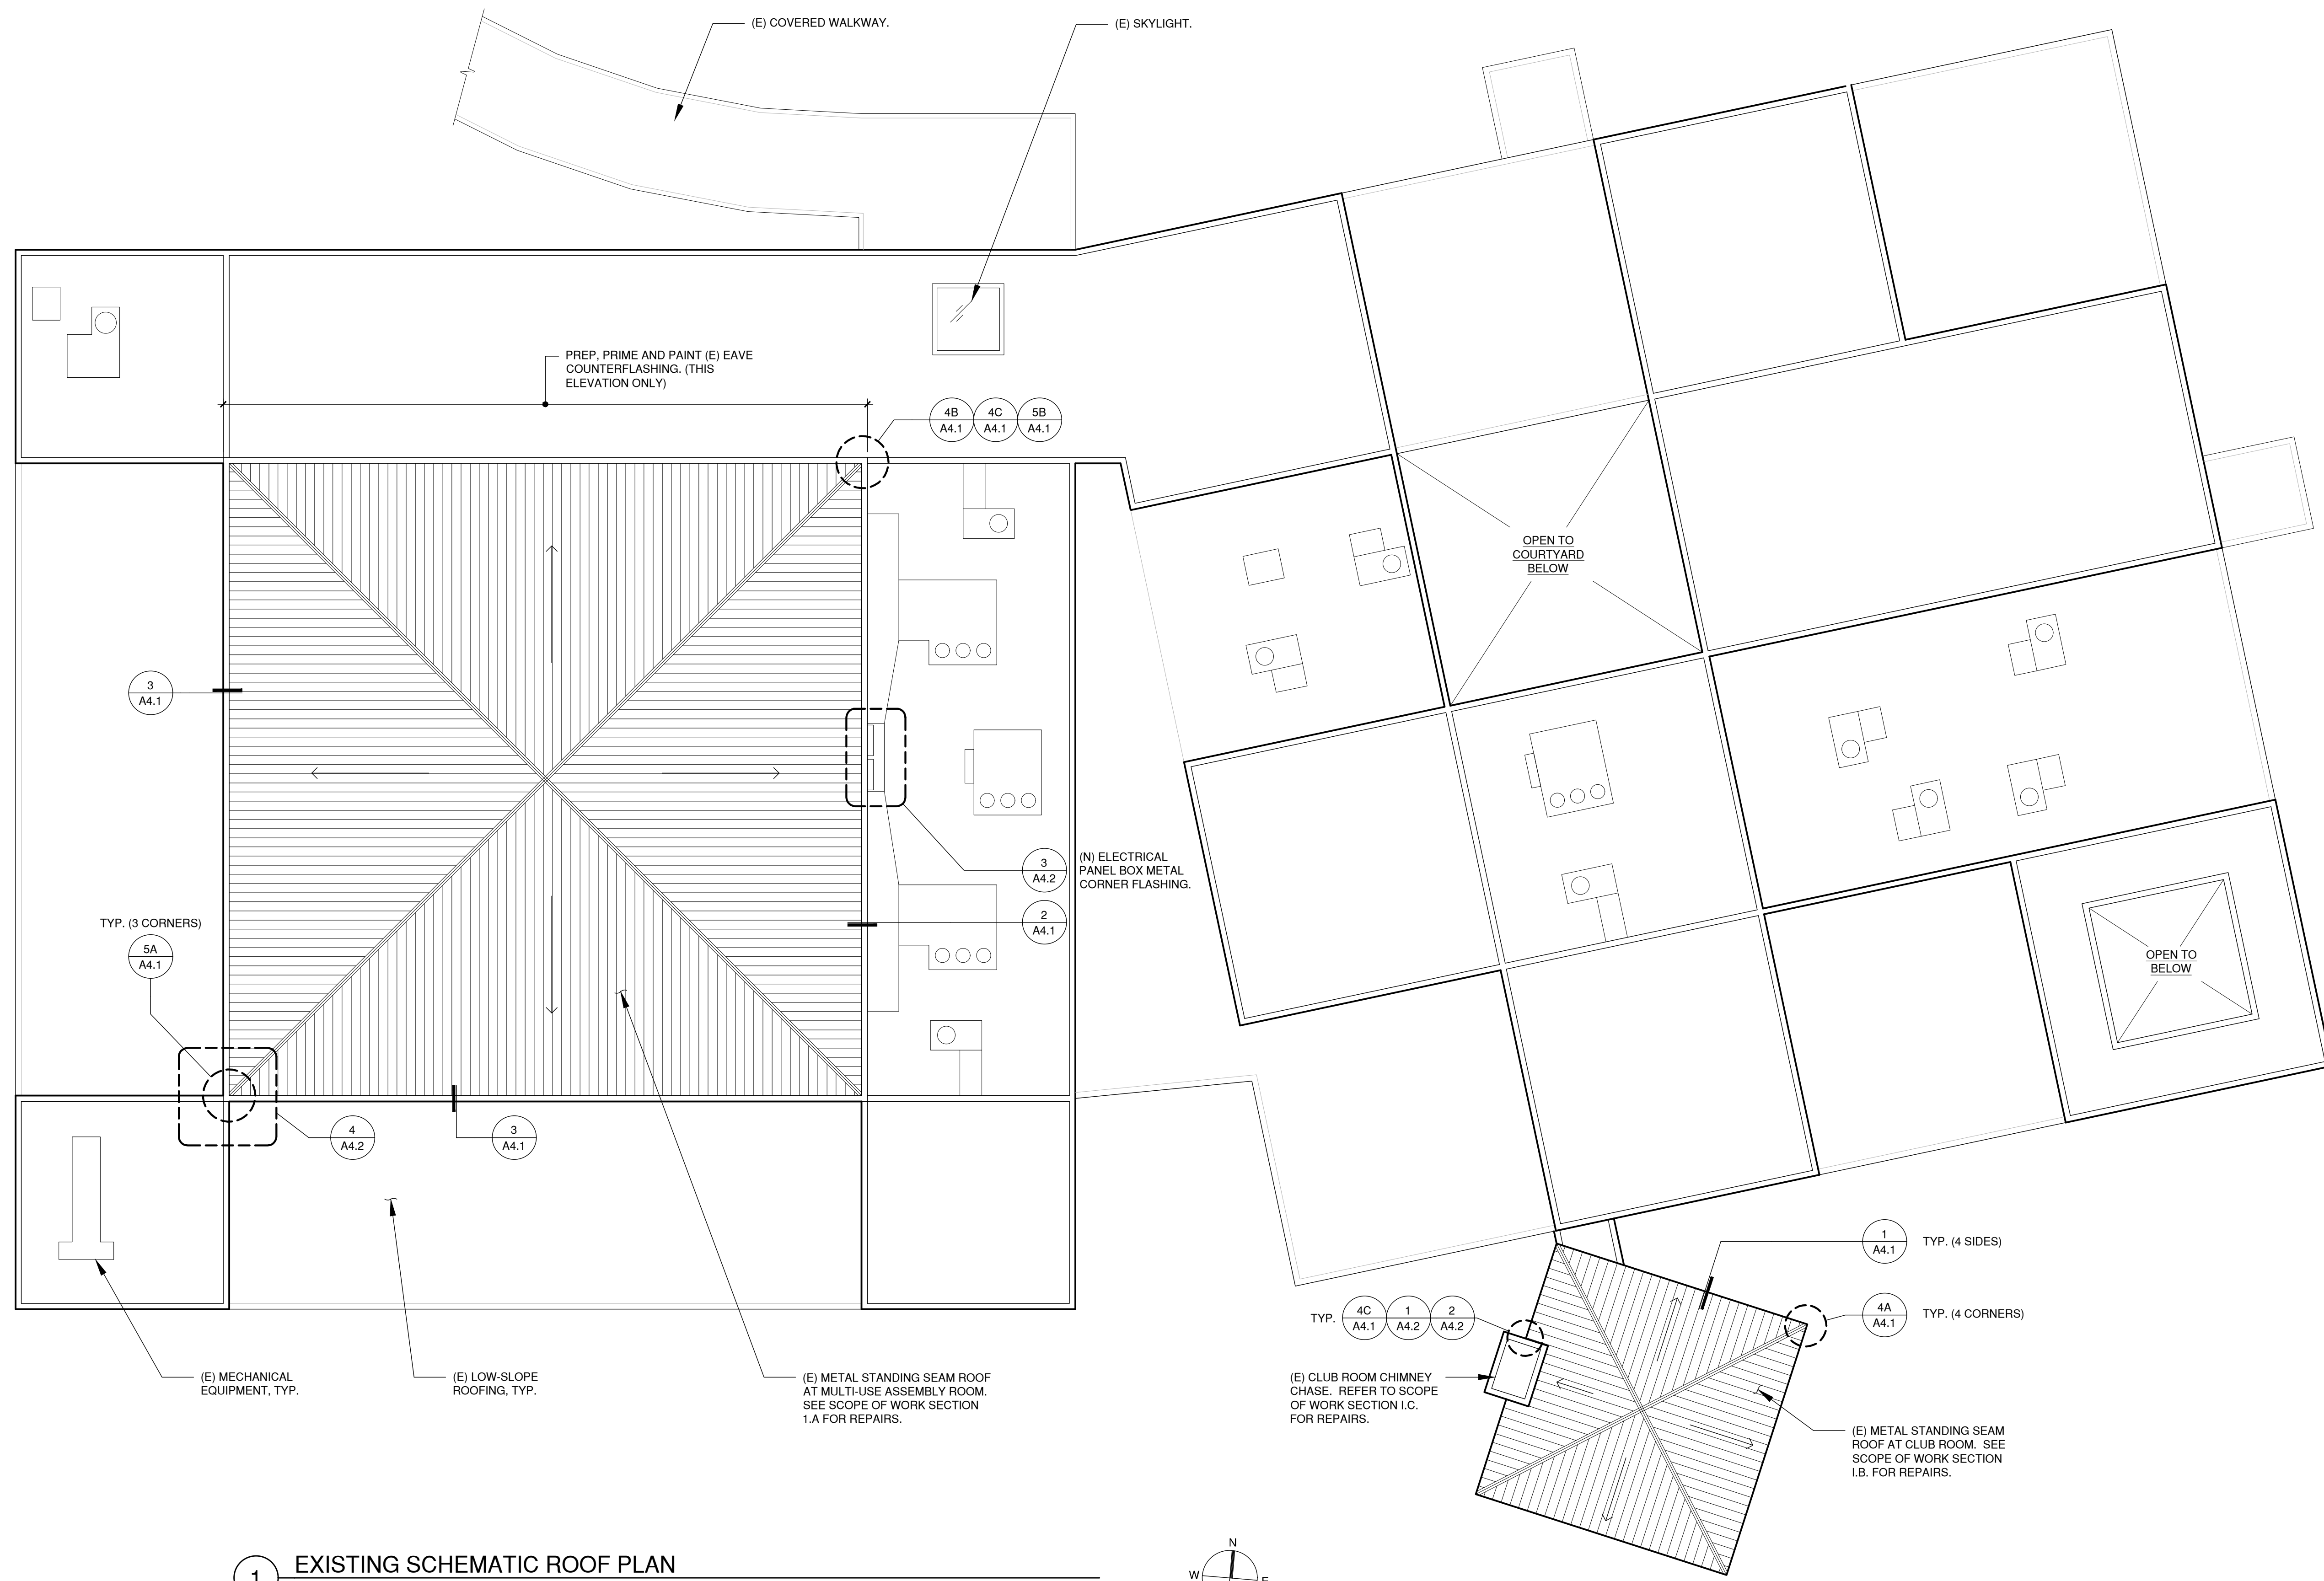 (E) COVERED WALKWAY.
(E) SKYLIGHT.
PREP, PRIME AND PAINT (E) EAVE
COUNTERFLASHING. (THIS
ELEVATION ONLY)
4B
A4.1
4C
A4.1
5B
A4.1
OPEN TO
COURTYARD
BELOW
3
A4.1
3
A4.2
(N) ELECTRICAL
PANEL BOX METAL
CORNER FLASHING.
2
A4.1
TYP. (3 CORNERS)
5A
A4.1
OPEN TO
BELOW
4
A4.2
3
A4.1
1
A4.1
TYP. (4 SIDES)
TYP.
4C
A4.1
1
A4.2
2
A4.2
4A
A4.1
TYP. (4 CORNERS)
(E) MECHANICAL
EQUIPMENT, TYP.
(E) LOW-SLOPE
ROOFING, TYP.
(E) METAL STANDING SEAM ROOF
AT MULTI-USE ASSEMBLY ROOM.
SEE SCOPE OF WORK SECTION
1.A FOR REPAIRS.
(E) CLUB ROOM CHIMNEY
CHASE. REFER TO SCOPE
OF WORK SECTION I.C.
FOR REPAIRS.
(E) METAL STANDING SEAM
ROOF AT CLUB ROOM. SEE
SCOPE OF WORK SECTION
I.B. FOR REPAIRS.
1
EXISTING SCHEMATIC ROOF PLAN
N
W
E